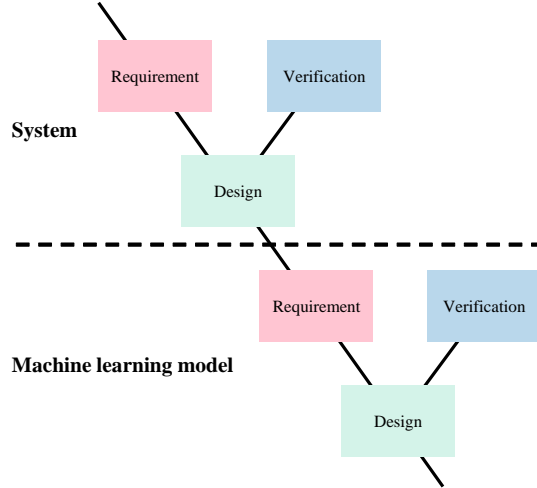 Requirement
Verification
System
Design
Requirement
Verification
Machine learning model
Design